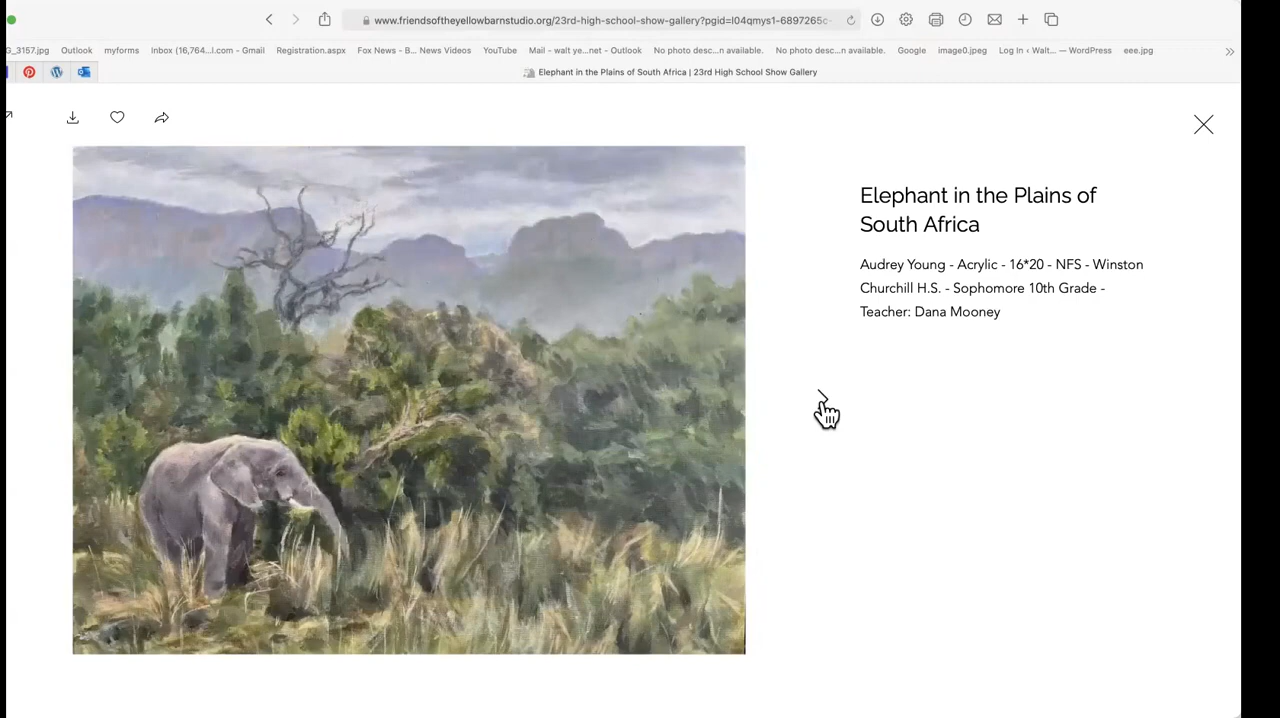 www.friendsoftheyellowbarnstudio.org/23rd-high-school-show-gallery?pgid=l04qmys1-6897265c-
G_3157.jpg Outlook myforms Inbox (16,764...l.com - Gmail Registration.aspx Fox News - B... News Videos YouTube Mail - walt ye...net - Outlook No photo desc...n available. No photo desc...n available. Google image0.jpeg Log In ‹ Walt... — WordPress eee.jpg
Elephant in the Plains of South Africa | 23rd High School Show Gallery
Elephant in the Plains of
South Africa
Audrey Young - Acrylic - 16*20 - NFS - Winston
Churchill H.S. - Sophomore 10th Grade -
Teacher: Dana Mooney